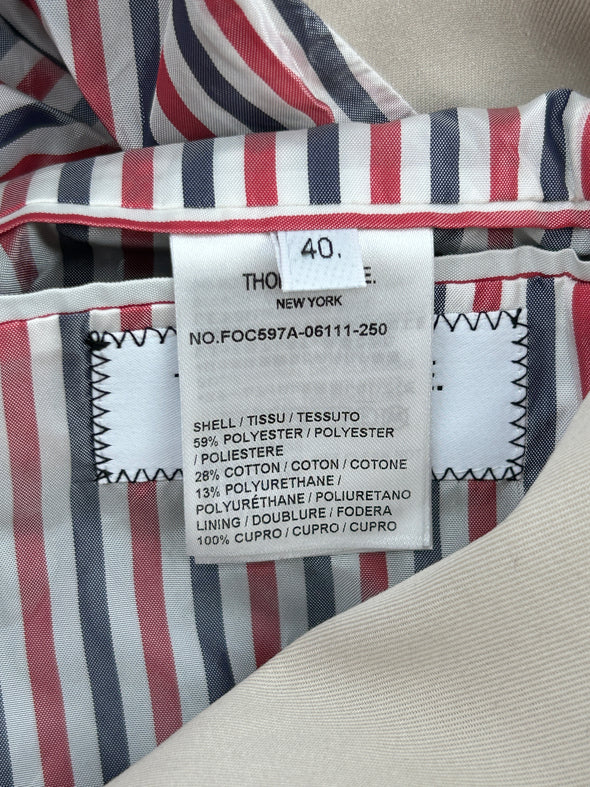 40.
NEW YORK
NO.FOC597A-06111-250
SHELL / TISSU / TESSUTO
59% POLYESTER / POLYESTER
/ POLIESTERE
28% COTTON / COTON / COTONE
13% POLYURETHANE /
POLYURÉTHANE / POLIURETANO
LINING / DOUBLURE / FODERA
100% CUPRO / CUPRO / CUPRO